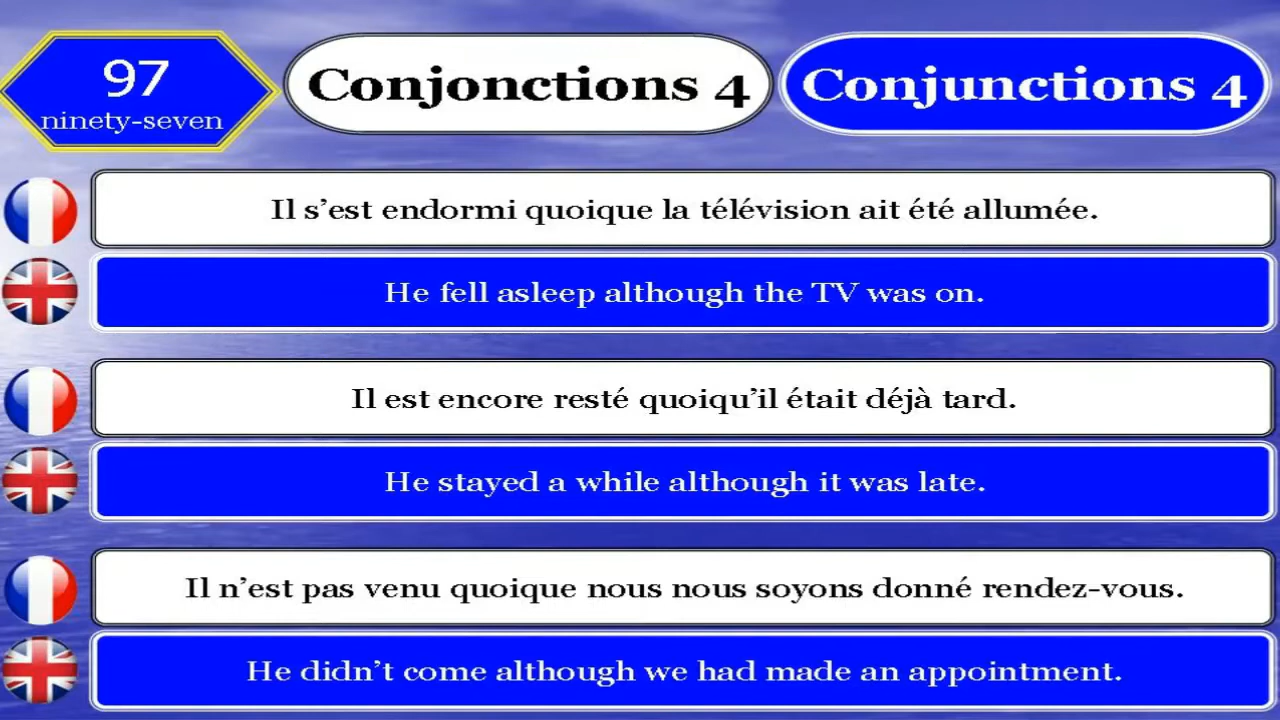 97
ninety-seven
Conjonctions 4
Conjunctions 4
Il s’est endormi quoique la télévision ait été allumée.
He fell asleep although the TV was on.
Il est encore resté quoiqu’il était déjà tard.
He stayed a while although it was late.
Il n’est pas venu quoique nous nous soyons donné rendez-vous.
He didn’t come although we had made an appointment.